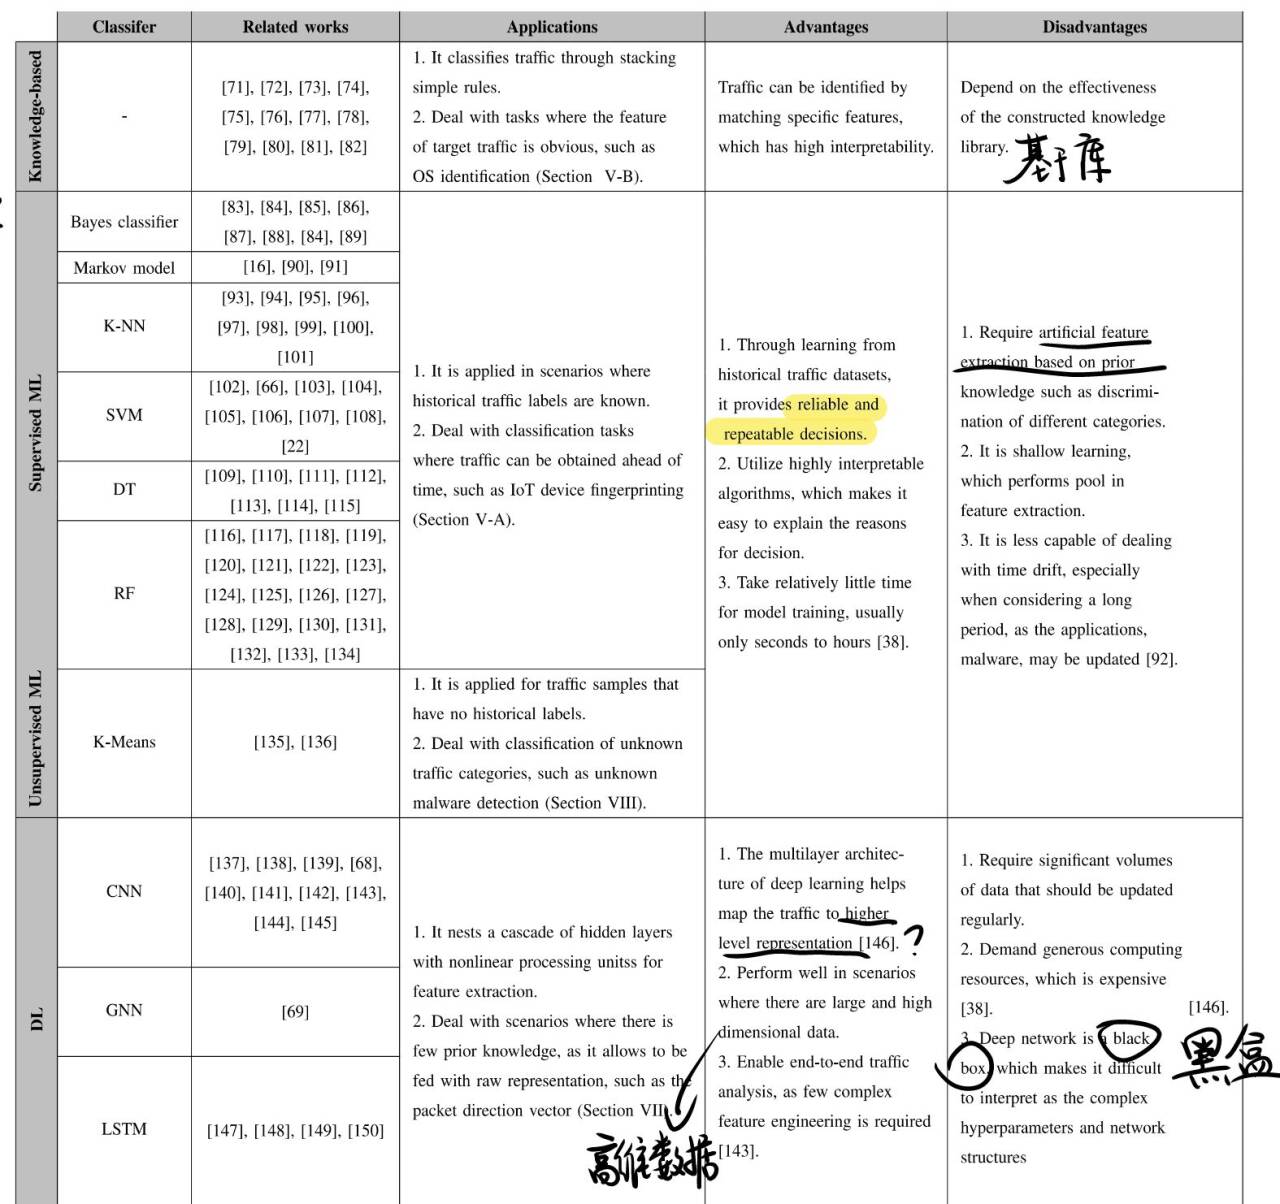 Classifer Related works Applications Advantages Disadvantages
Knowledge-based
-
[71], [72], [73], [74],
[75], [76], [77], [78],
[79], [80], [81], [82]
1. It classifies traffic through stacking
simple rules.
2. Deal with tasks where the feature
of target traffic is obvious, such as
OS identification (Section V-B).
Traffic can be identified by
matching specific features,
which has high interpretability.
Depend on the effectiveness
of the constructed knowledge
library.
基于库
Supervised ML
Bayes classifier
[83], [84], [85], [86],
[87], [88], [84], [89]
Markov model
[16], [90], [91]
K-NN
[93], [94], [95], [96],
[97], [98], [99], [100],
[101]
SVM
[102], [66], [103], [104],
[105], [106], [107], [108],
[22]
DT
[109], [110], [111], [112],
[113], [114], [115]
RF
[116], [117], [118], [119],
[120], [121], [122], [123],
[124], [125], [126], [127],
[128], [129], [130], [131],
[132], [133], [134]
1. It is applied in scenarios where
historical traffic labels are known.
2. Deal with classification tasks
where traffic can be obtained ahead of
time, such as IoT device fingerprinting
(Section V-A).
1. Through learning from
historical traffic datasets,
it provides reliable and
repeatable decisions.
2. Utilize highly interpretable
algorithms, which makes it
easy to explain the reasons
for decision.
3. Take relatively little time
for model training, usually
only seconds to hours [38].
1. Require artificial feature
extraction based on prior
knowledge such as discrimi-
nation of different categories.
2. It is shallow learning,
which performs pool in
feature extraction.
3. It is less capable of dealing
with time drift, especially
when considering a long
period, as the applications,
malware, may be updated [92].
Unsupervised ML
K-Means
[135], [136]
1. It is applied for traffic samples that
have no historical labels.
2. Deal with classification of unknown
traffic categories, such as unknown
malware detection (Section VIII).
DL
CNN
[137], [138], [139], [68],
[140], [141], [142], [143],
[144], [145]
GNN
[69]
LSTM
[147], [148], [149], [150]
1. It nests a cascade of hidden layers
with nonlinear processing unitss for
feature extraction.
2. Deal with scenarios where there is
few prior knowledge, as it allows to be
fed with raw representation, such as the
packet direction vector (Section VII).
高维数据
1. The multilayer architec-
ture of deep learning helps
map the traffic to higher
level representation [146]. ?
2. Perform well in scenarios
where there are large and high
dimensional data.
3. Enable end-to-end traffic
analysis, as few complex
feature engineering is required
[143].
1. Require significant volumes
of data that should be updated
regularly.
2. Demand generous computing
resources, which is expensive
[38]. [146].
3. Deep network is a black
box, which makes it difficult
to interpret as the complex
hyperparameters and network
structures
黑盒